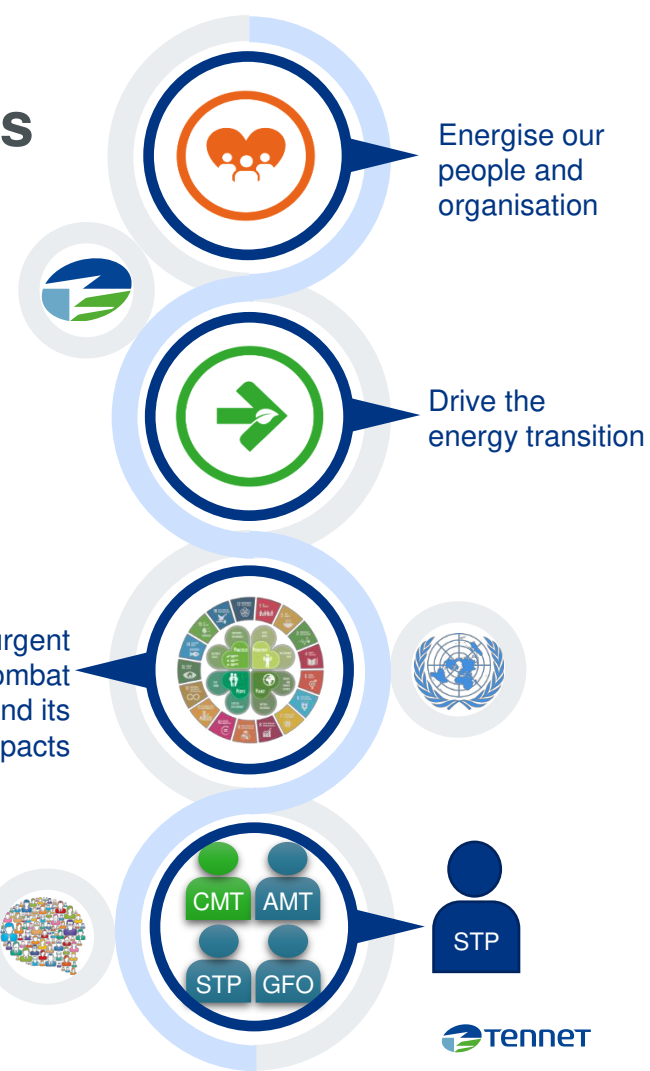 s
Energise our
people and
organisation
Drive the
energy transition
urgent
ombat
nd its
pacts
CMT
AMT
STP
GFO
STP
TenneT